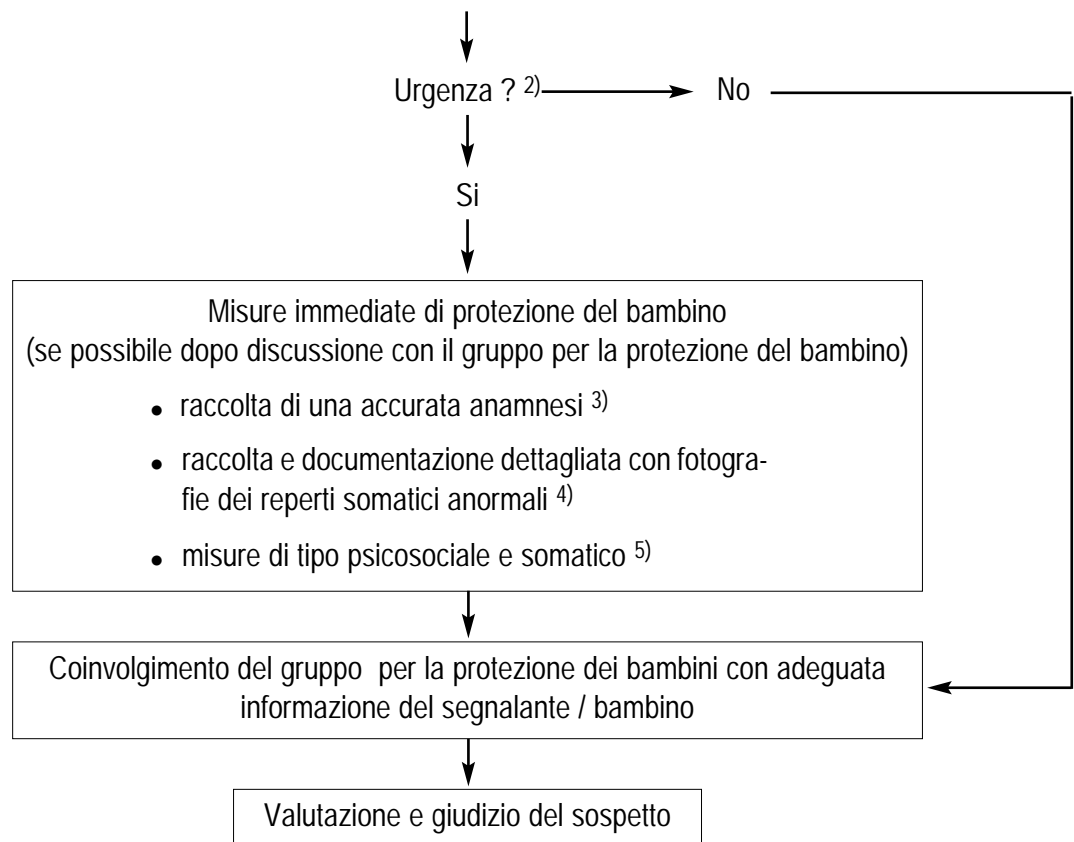 Urgenza ? 2) No
Si
Misure immediate di protezione del bambino
(se possibile dopo discussione con il gruppo per la protezione del bambino)
• raccolta di una accurata anamnesi 3)
• raccolta e documentazione dettagliata con fotogra-
fie dei reperti somatici anormali 4)
• misure di tipo psicosociale e somatico 5)
Coinvolgimento del gruppo per la protezione dei bambini con adeguata
informazione del segnalante / bambino
Valutazione e giudizio del sospetto